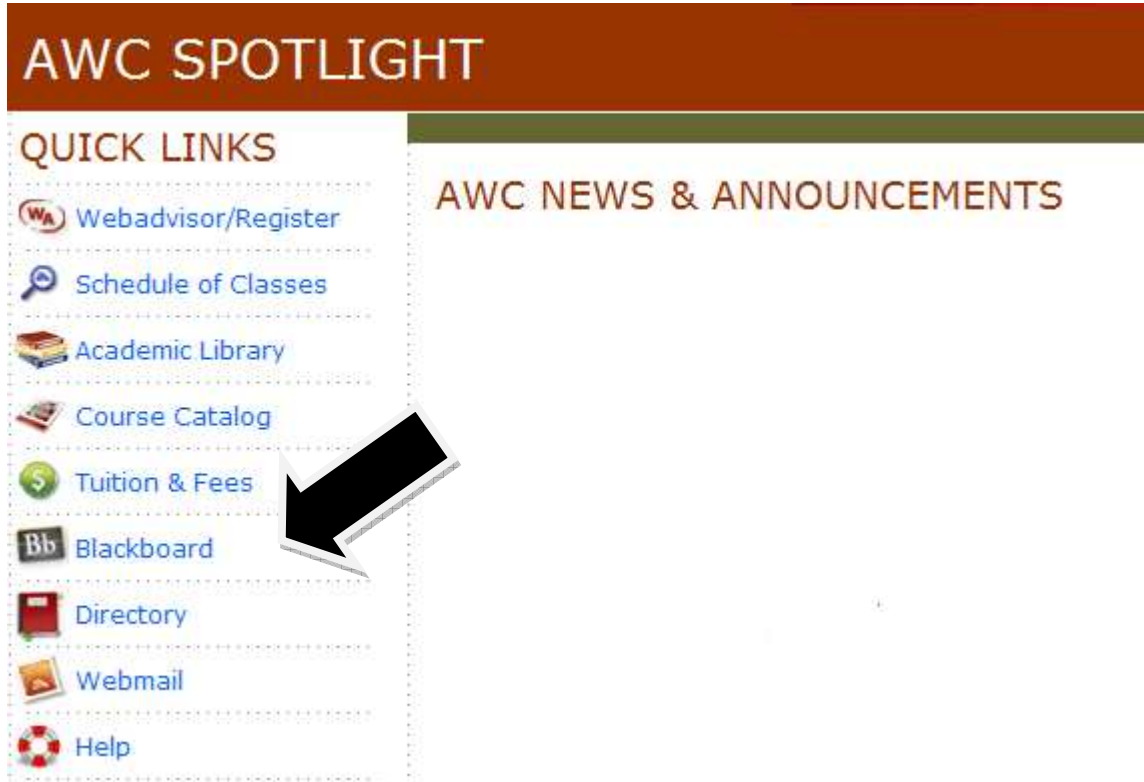 AWC SPOTLIGHT
QUICK LINKS
WA Webadvisor/Register
Schedule of Classes
Academic Library
Course Catalog
$ Tuition & Fees
Bb Blackboard
Directory
Webmail
Help
AWC NEWS & ANNOUNCEMENTS